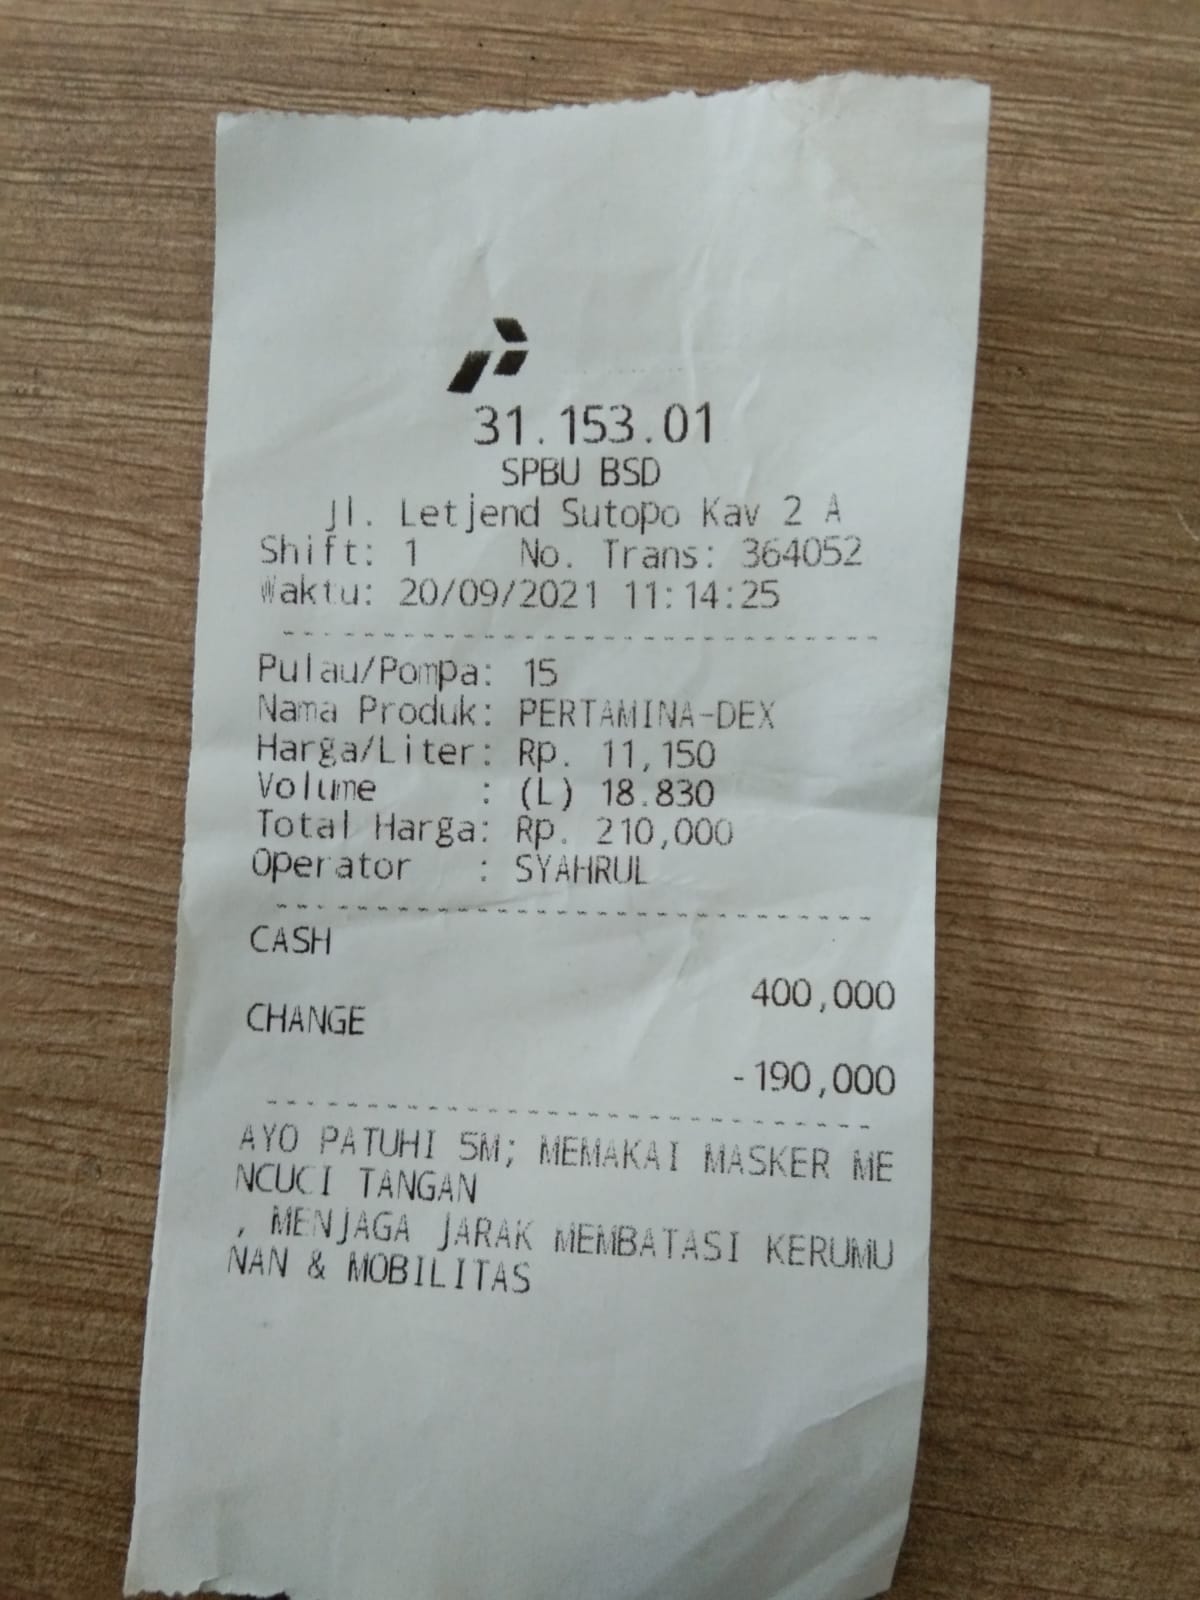 31.153.01
SPBU BSD
Jl. Letjend Sutopo Kav 2 A
Shift: 1 No. Trans: 364052
Waktu: 20/09/2021 11:14:25
Pulau/Pompa: 15
Nama Produk: PERTAMINA-DEX
Harga/Liter: Rp. 11,150
Volume : (L) 18.830
Total Harga: Rp. 210,000
Operator : SYAHRUL
CASH
400,000
CHANGE
-190,000
AYO PATUHI 5M; MEMAKAI MASKER ME
NCUCI TANGAN
, MENJAGA JARAK MEMBATASI KERUMU
NAN & MOBILITAS